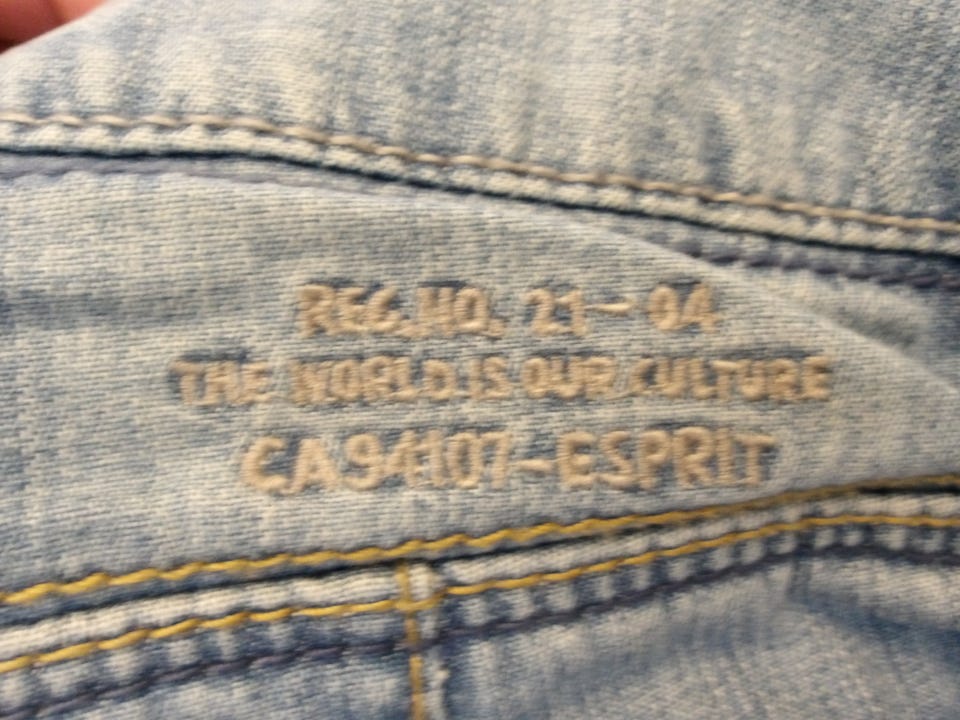 REG.NO. 21-04
THE WORLD IS OUR CULTURE
CA94107-ESPRIT